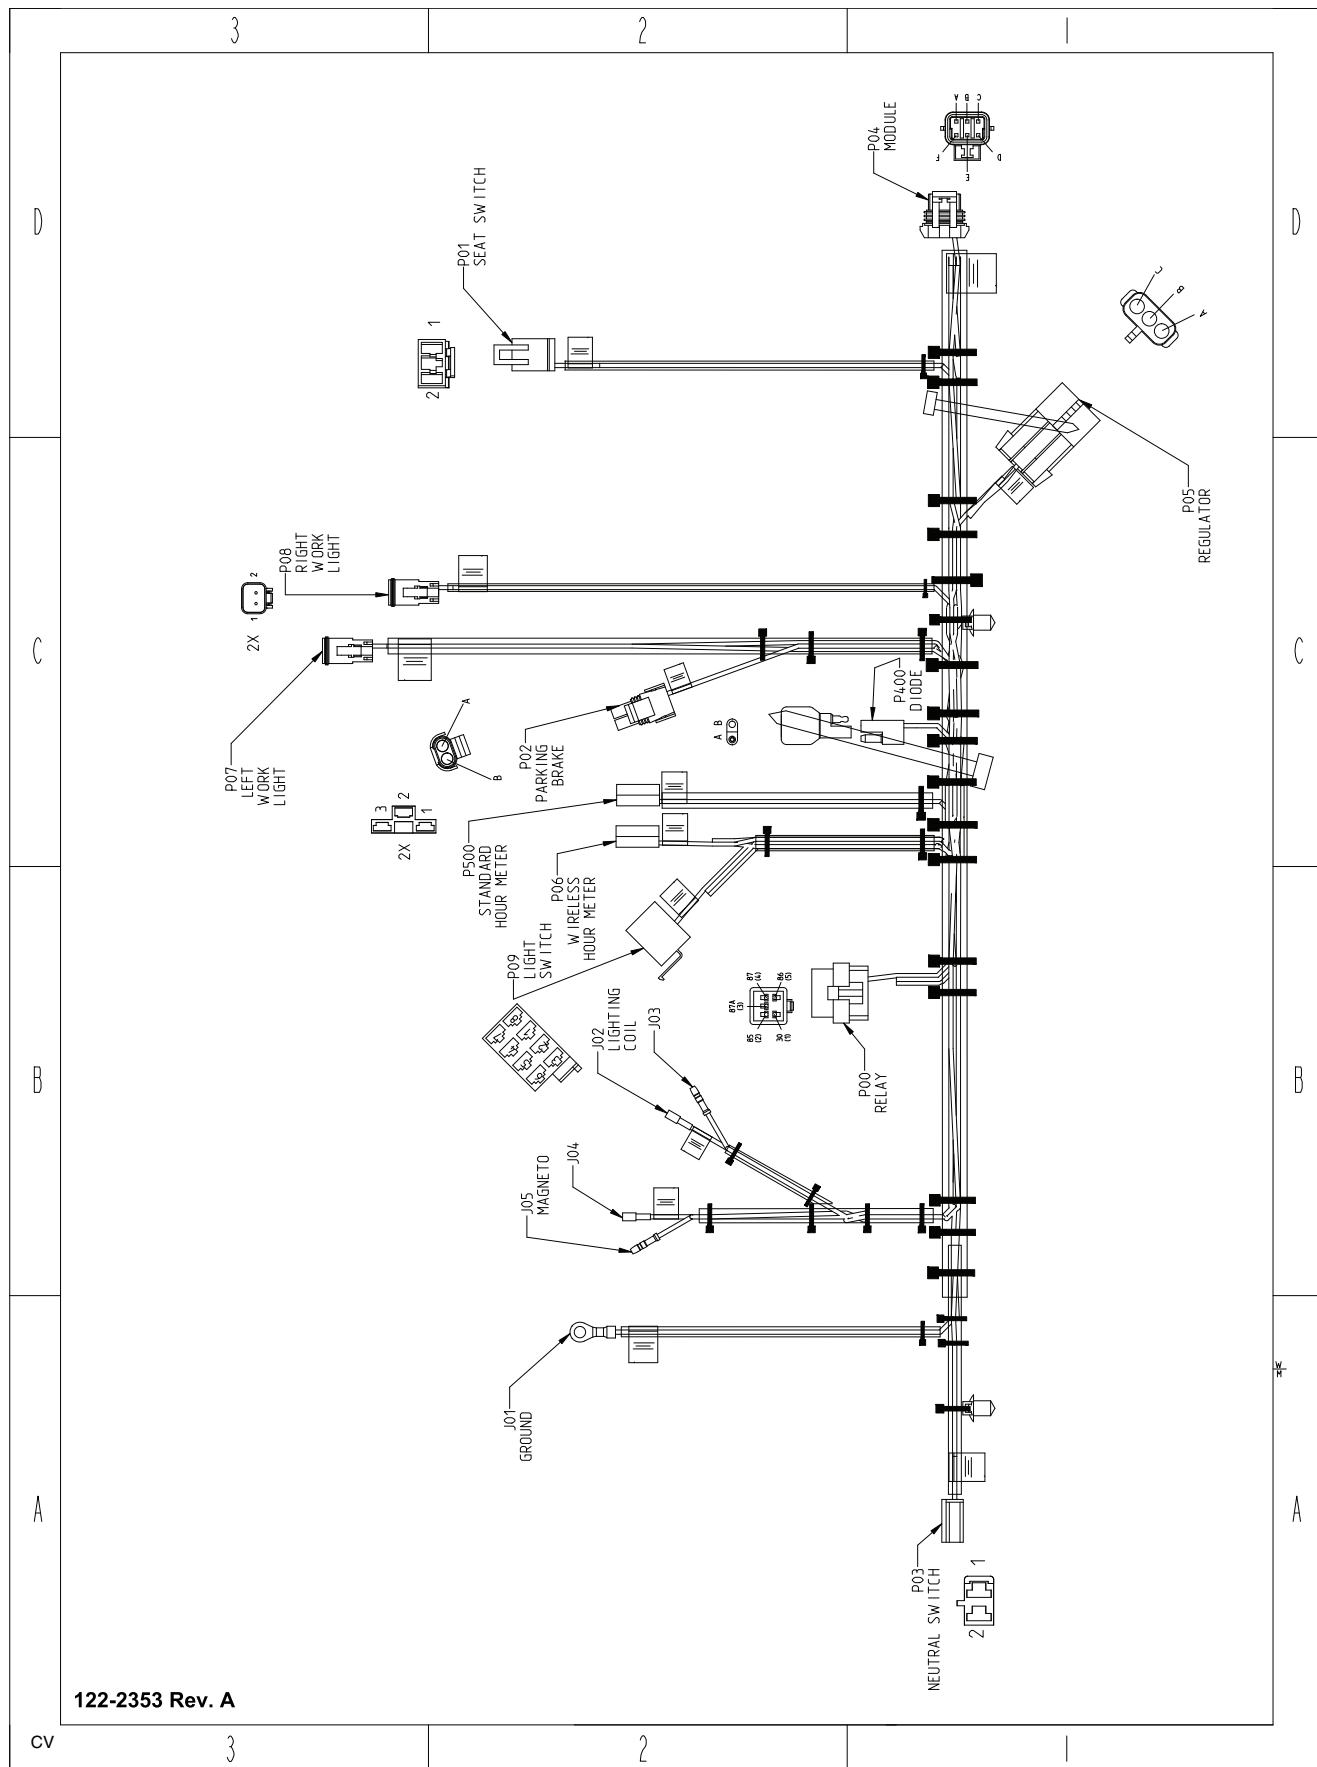 3
2
1
D
D
C
C
B
B
A
A
3
2
1
P04
MODULE
A
B
C
F
E
D
P01
SEAT SWITCH
2
1
C
B
A
P05
REGULATOR
P08
RIGHT
WORK
LIGHT
1
2
2X
P07
LEFT
WORK
LIGHT
A
B
P02
PARKING
BRAKE
A
B
P400
DIODE
3
2
1
2X
P500
STANDARD
HOUR METER
P06
WIRELESS
HOUR METER
P09
LIGHT
SWITCH
87A
(3)
87
(4)
86
(5)
85
(2)
30
(1)
P00
RELAY
J02
LIGHTING
COIL
J03
J04
J05
MAGNETO
J01
GROUND
W
M
P03
NEUTRAL SWITCH
2
1
122-2353 Rev. A
CV